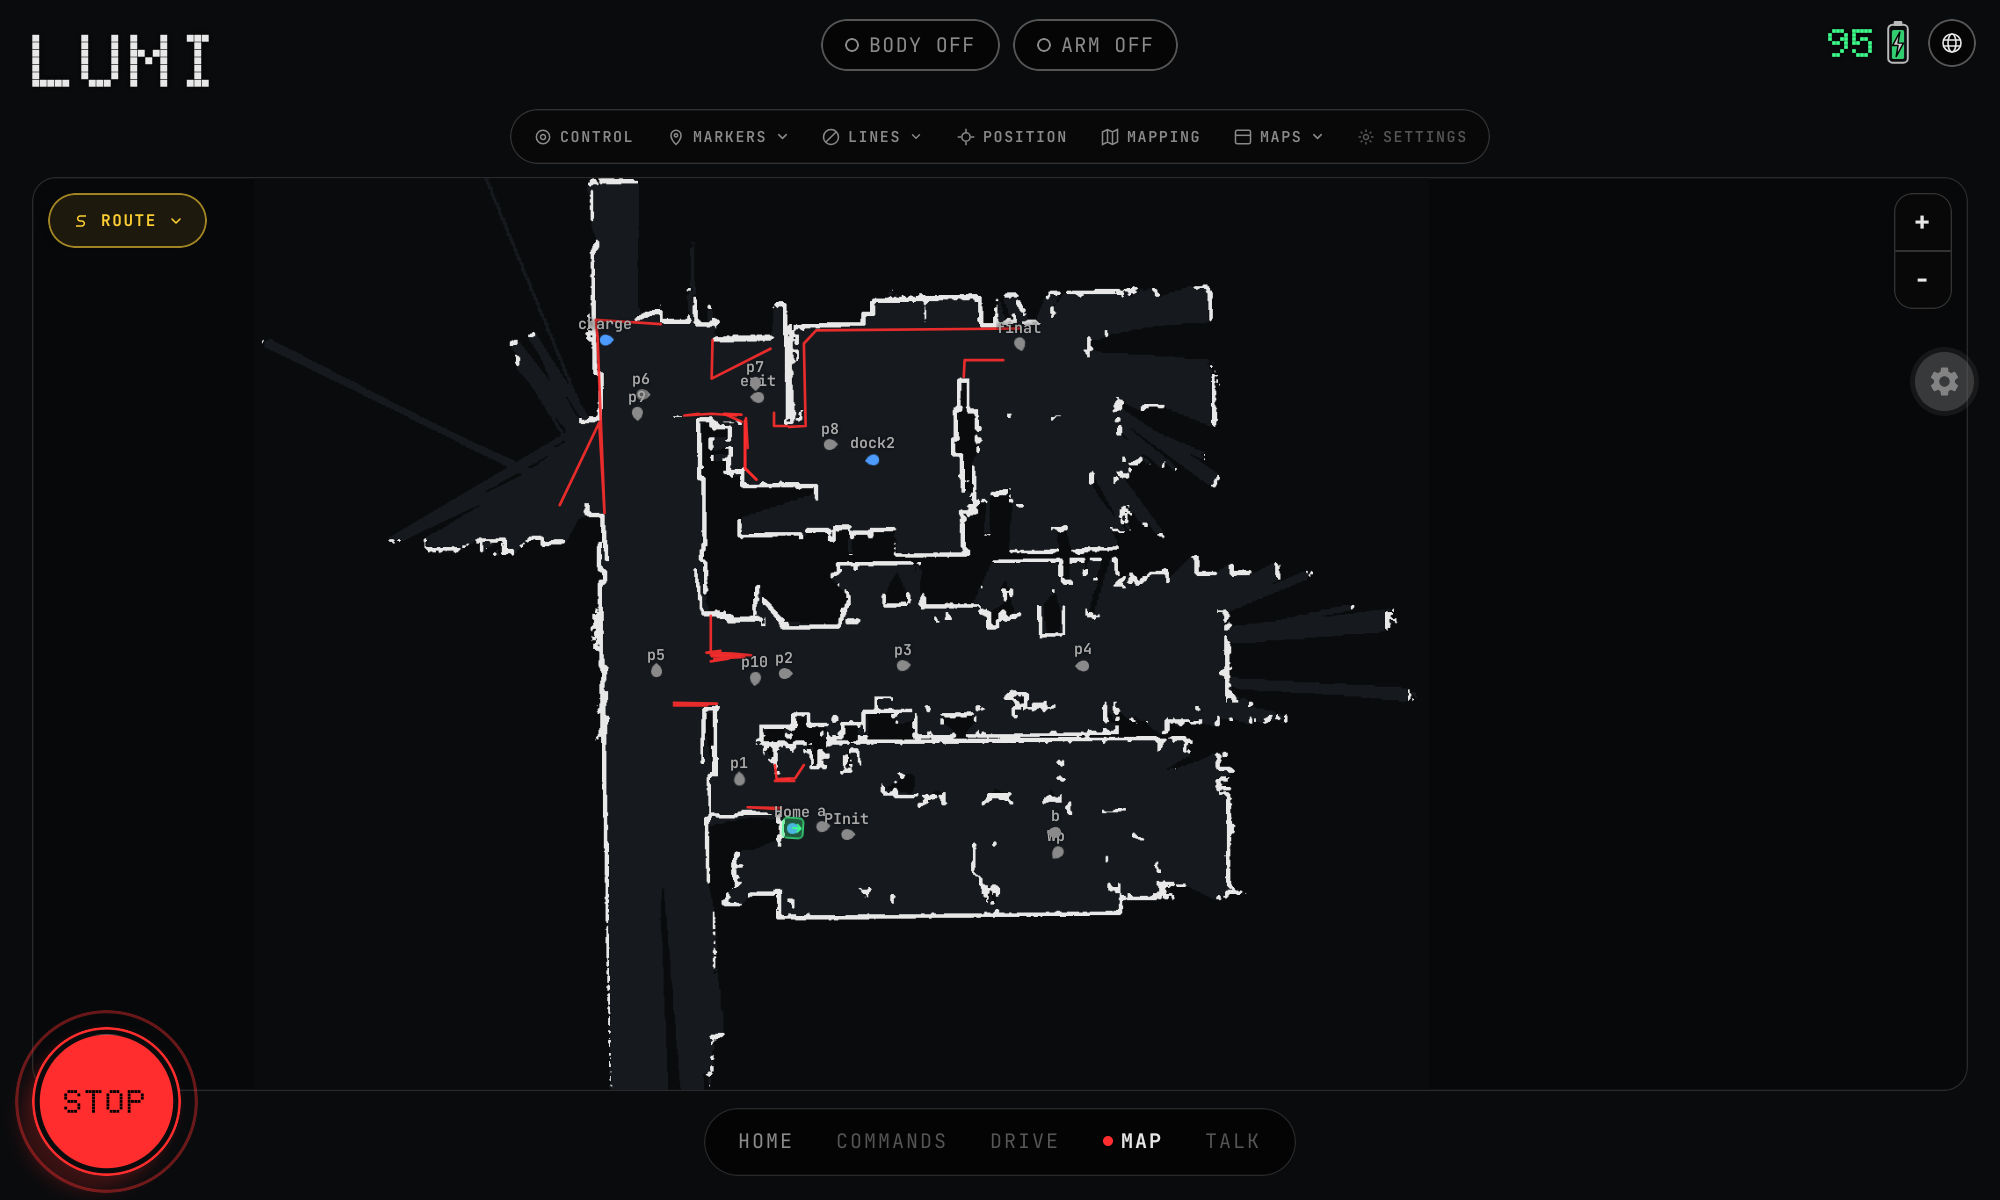 LUMI
BODY OFF
ARM OFF
95
CONTROL
MARKERS
LINES
POSITION
MAPPING
MAPS
SETTINGS
ROUTE
+
-
charge
final
p7
exit
p6
p9
p8
dock2
p5
p10
p2
p3
p4
p1
Home
a
PInit
b
Wp
STOP
HOME
COMMANDS
DRIVE
MAP
TALK